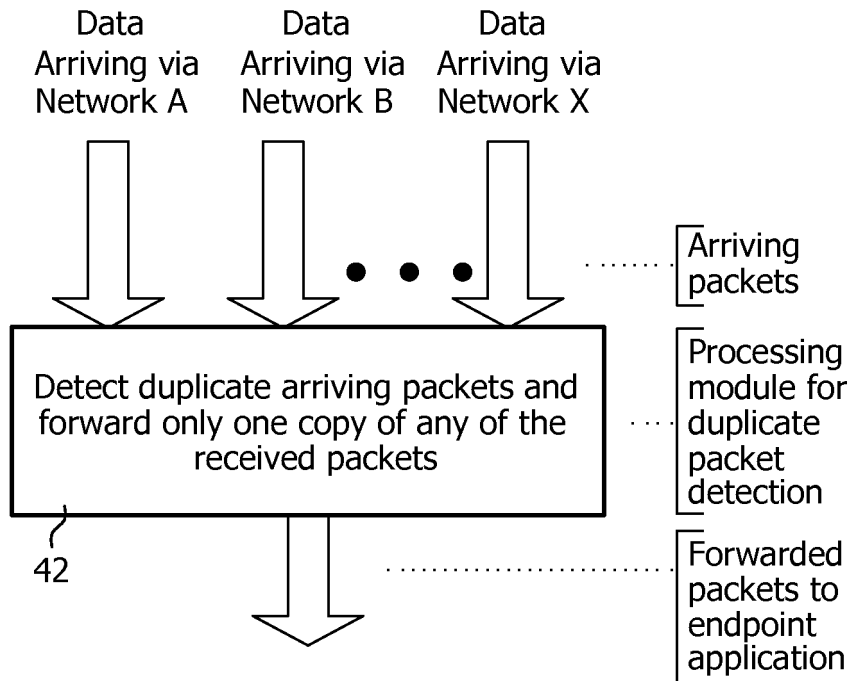 Data
Arriving via
Network A
Data
Arriving via
Network B
Data
Arriving via
Network X
Arriving
packets
Detect duplicate arriving packets and
forward only one copy of any of the
received packets
Processing
module for
duplicate
packet
detection
42
Forwarded
packets to
endpoint
application